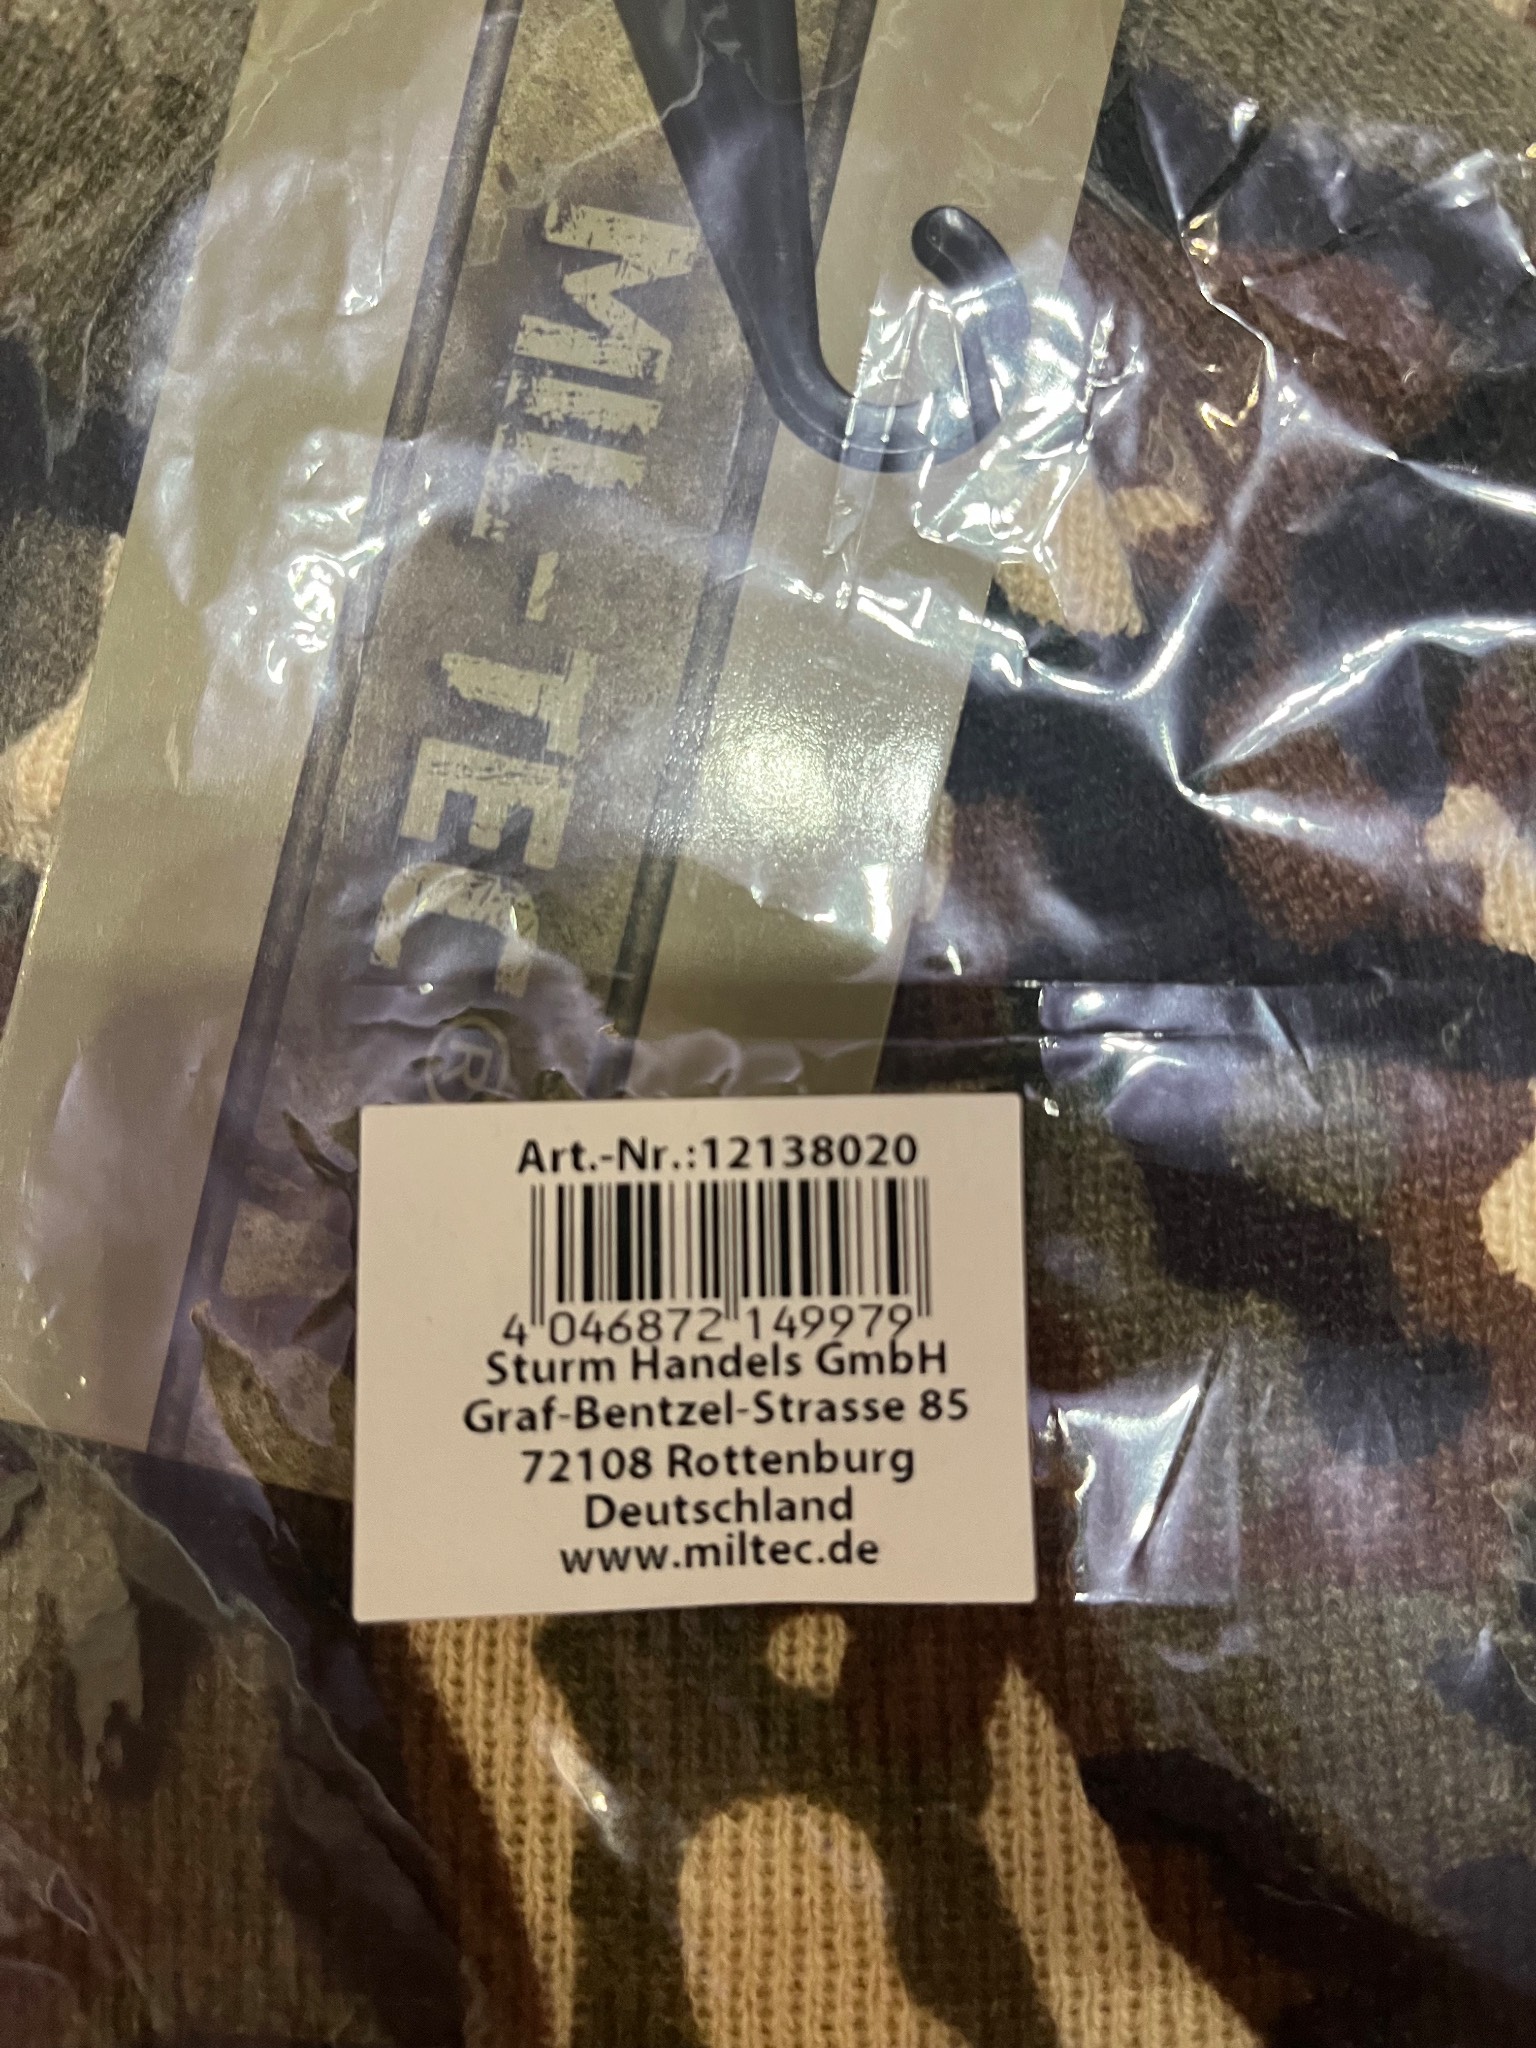 MIL-TEC®
Art.-Nr.:12138020
4 046872 149979
Sturm Handels GmbH
Graf-Bentzel-Strasse 85
72108 Rottenburg
Deutschland
www.miltec.de